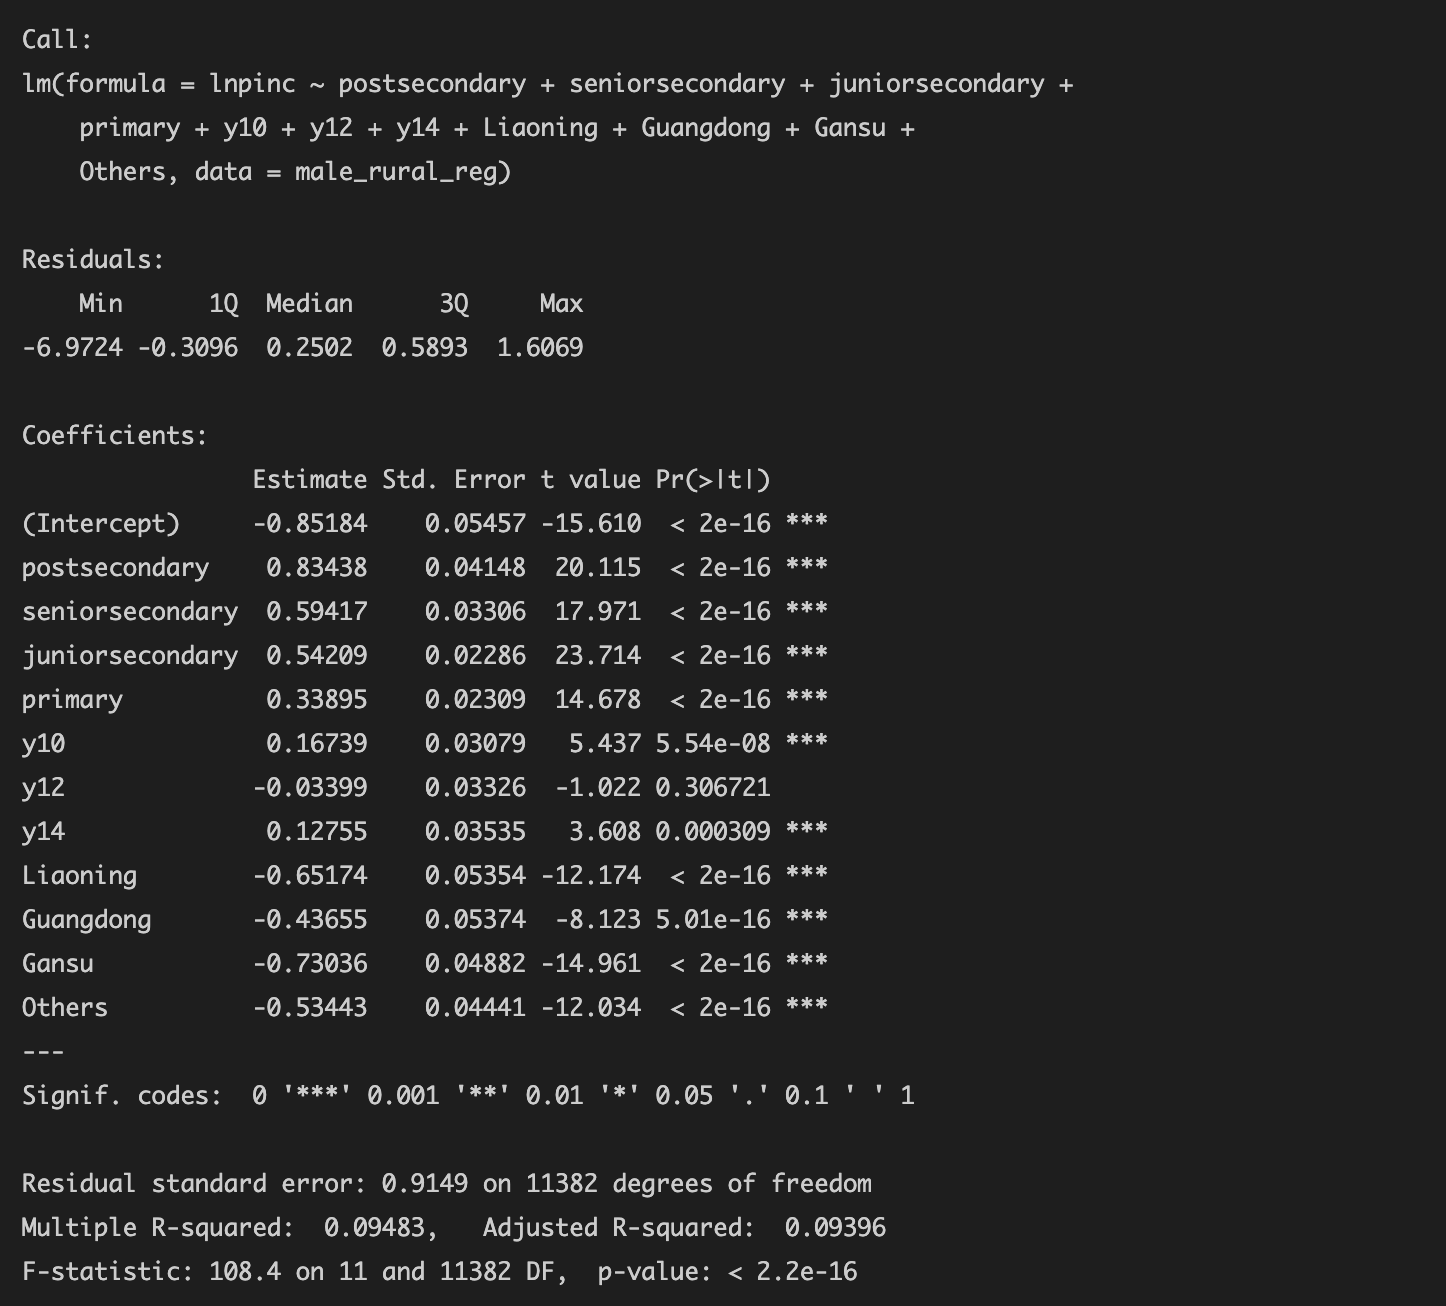 Call:
lm(formula = lnpinc ~ postsecondary + seniorsecondary + juniorsecondary +
    primary + y10 + y12 + y14 + Liaoning + Guangdong + Gansu +
    Others, data = male_rural_reg)

Residuals:
    Min      1Q  Median      3Q     Max
-6.9724 -0.3096  0.2502  0.5893  1.6069

Coefficients:
                Estimate Std. Error t value Pr(>|t|)
(Intercept)     -0.85184    0.05457 -15.610  < 2e-16 ***
postsecondary    0.83438    0.04148  20.115  < 2e-16 ***
seniorsecondary  0.59417    0.03306  17.971  < 2e-16 ***
juniorsecondary  0.54209    0.02286  23.714  < 2e-16 ***
primary          0.33895    0.02309  14.678  < 2e-16 ***
y10              0.16739    0.03079   5.437 5.54e-08 ***
y12             -0.03399    0.03326  -1.022 0.306721
y14              0.12755    0.03535   3.608 0.000309 ***
Liaoning        -0.65174    0.05354 -12.174  < 2e-16 ***
Guangdong       -0.43655    0.05374  -8.123 5.01e-16 ***
Gansu           -0.73036    0.04882 -14.961  < 2e-16 ***
Others          -0.53443    0.04441 -12.034  < 2e-16 ***
---
Signif. codes:  0 '***' 0.001 '**' 0.01 '*' 0.05 '.' 0.1 ' ' 1

Residual standard error: 0.9149 on 11382 degrees of freedom
Multiple R-squared:  0.09483,   Adjusted R-squared:  0.09396
F-statistic: 108.4 on 11 and 11382 DF,  p-value: < 2.2e-16